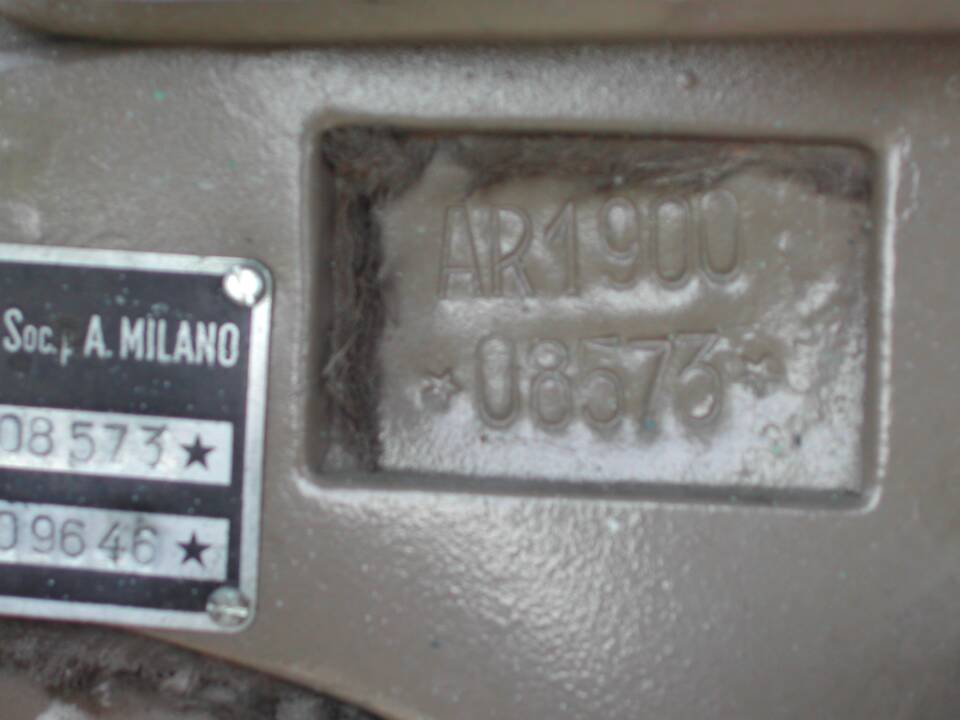 Soc. p A. MILANO
08573★
09646★
AR1900
☆08573☆